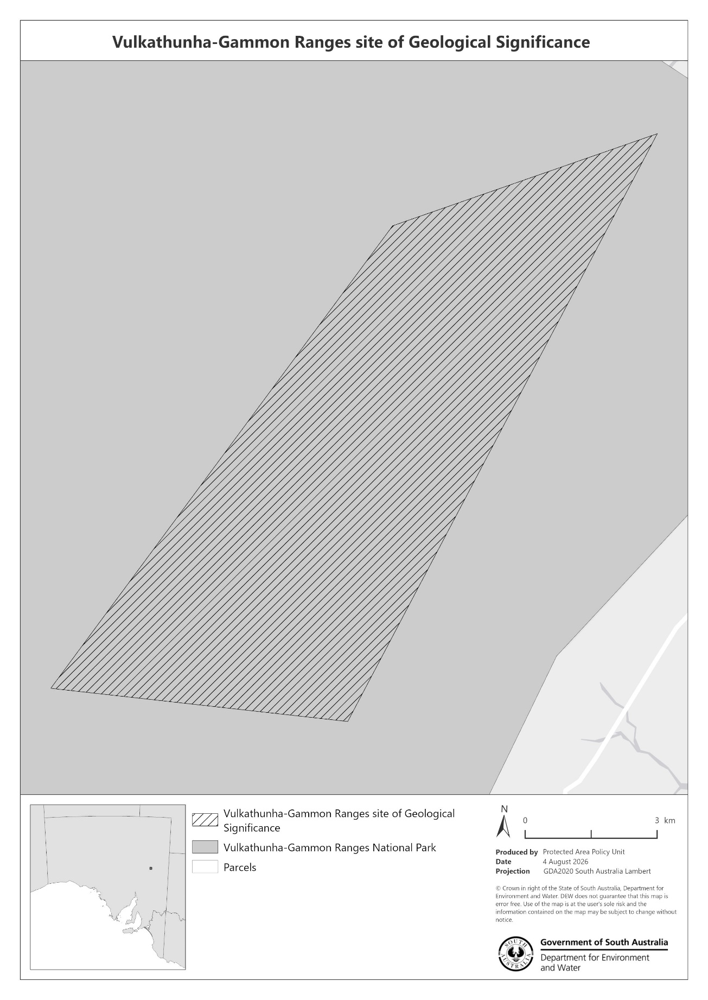 Vulkathunha-Gammon Ranges site of Geological Significance
Vulkathunha-Gammon Ranges site of Geological
Significance
Vulkathunha-Gammon Ranges National Park
Parcels
N
0 3 km
Produced by Protected Area Policy Unit
Date 4 August 2026
Projection GDA2020 South Australia Lambert
© Crown in right of the State of South Australia, Department for
Environment and Water. DEW does not guarantee that this map is
error free. Use of the map is at the user's sole risk and the
information contained on the map may be subject to change without
notice.
SOUTH AUSTRALIA
Government of South Australia
Department for Environment
and Water